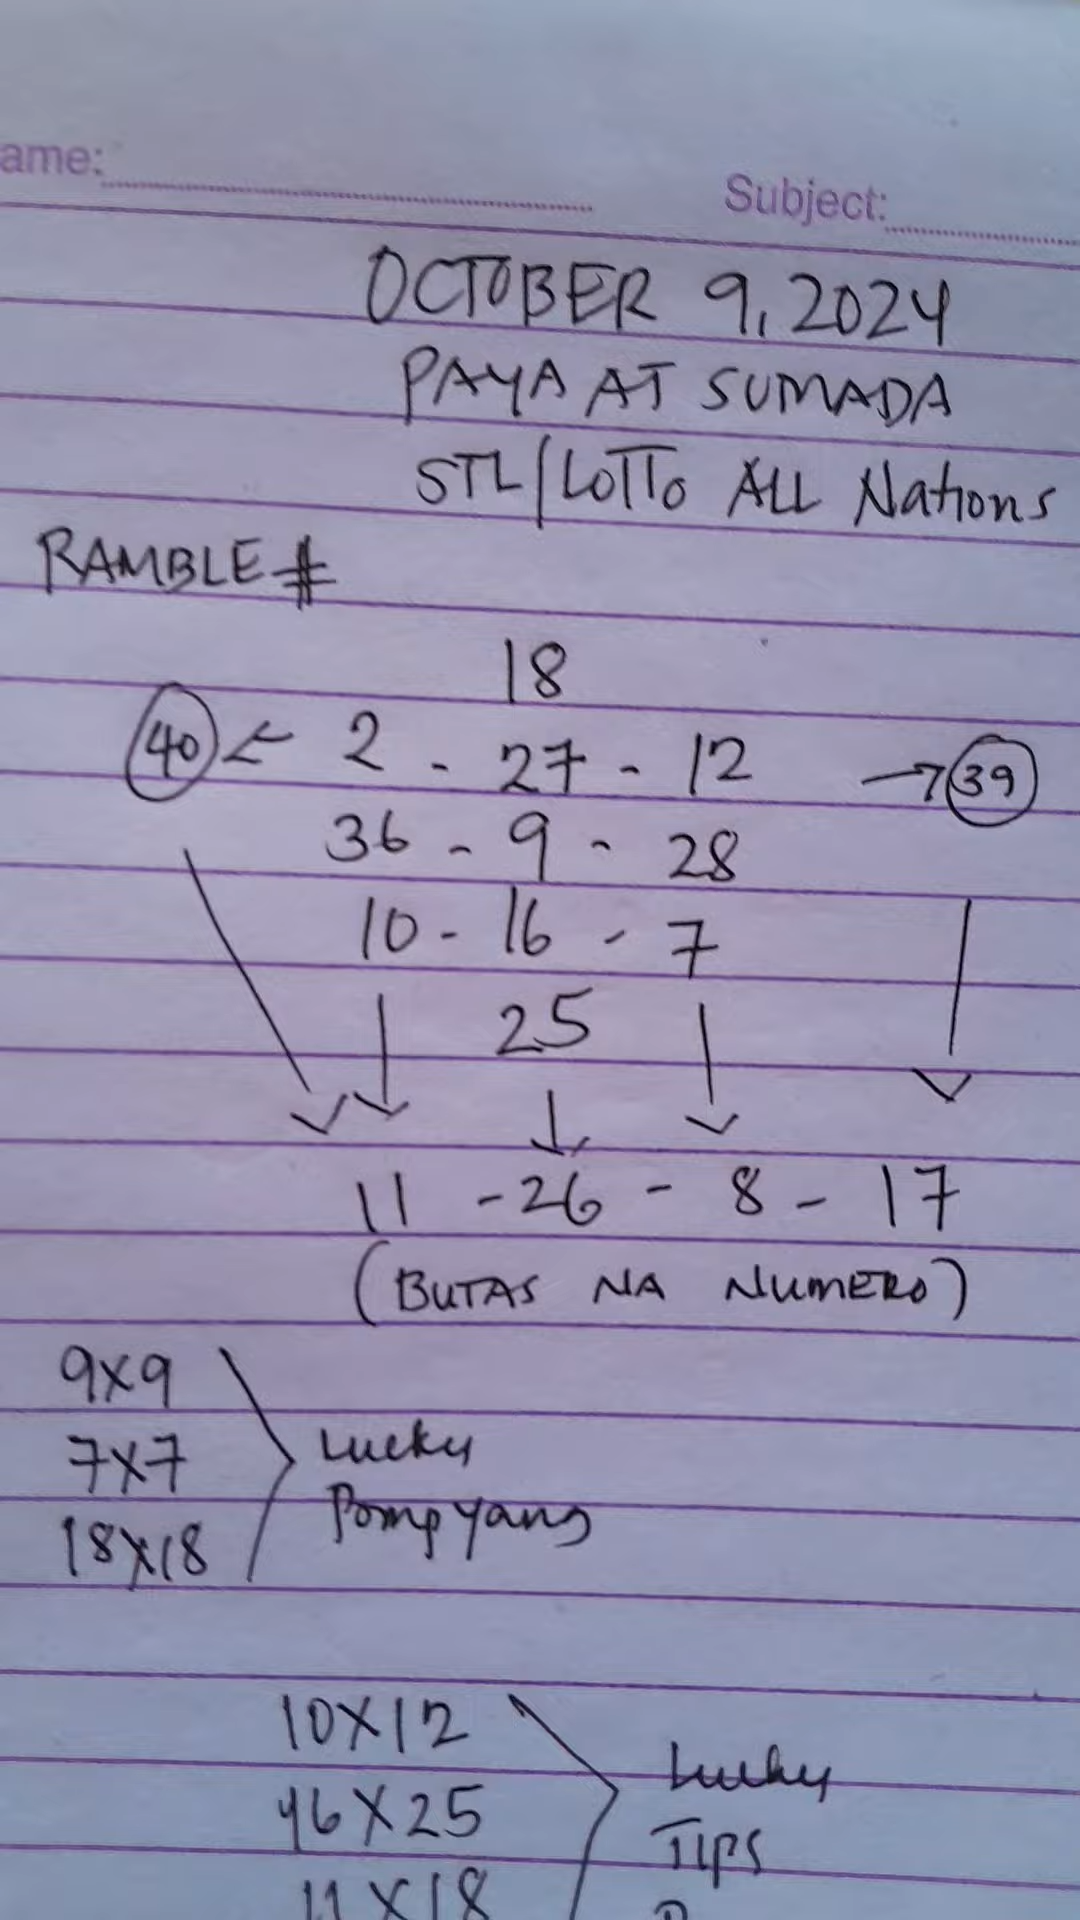 ame:
Subject:
OCTOBER 9, 2024
PAYA AT SUMADA
STL/LOTTO ALL Nations
RAMBLE #
18
40 ← 2 - 27 - 12 → 39
36 - 9 - 28
10 - 16 - 7
25
11 - 26 - 8 - 17
(BUTAS NA NUMERO)
9X9
7X7
18X18
Lucky
Pompyang
10X12
16X25
11X18
Lucky
Tips